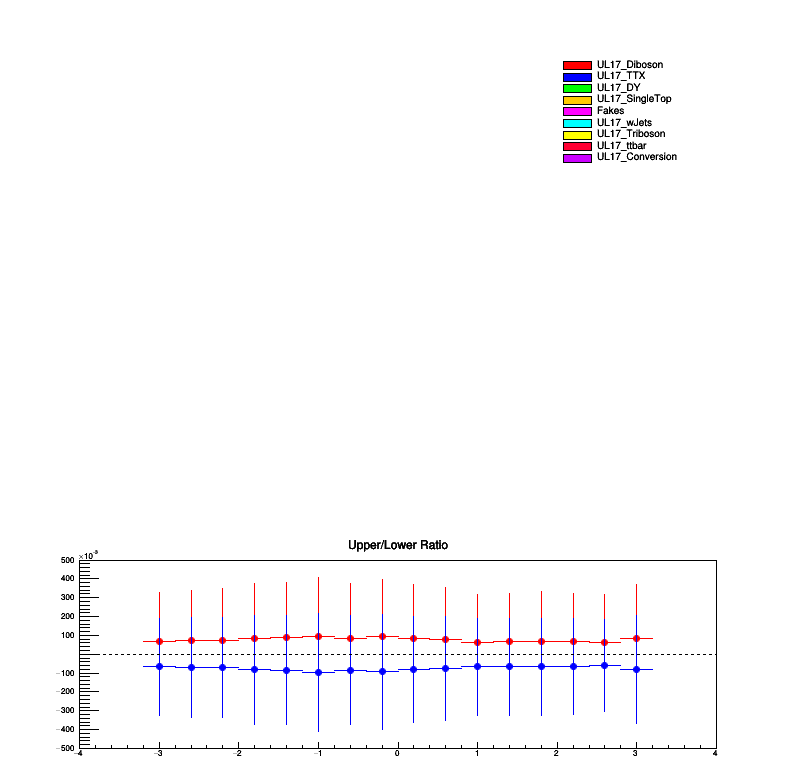 UL17_Diboson
UL17_TTX
UL17_DY
UL17_SingleTop
Fakes
UL17_wJets
UL17_Triboson
UL17_ttbar
UL17_Conversion
Upper/Lower Ratio
×10⁻³
500
400
300
200
100
−100
−200
−300
−400
−500
−4 −3 −2 −1 0 1 2 3 4